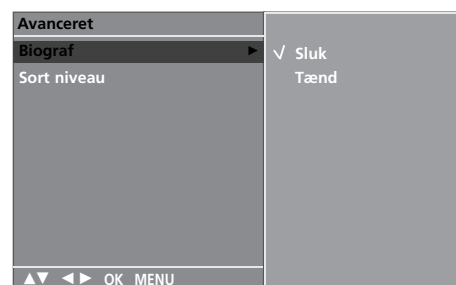 Avanceret
Biograf ►
Sort niveau
√ Sluk
Tænd
▲▼ ◄► OK MENU